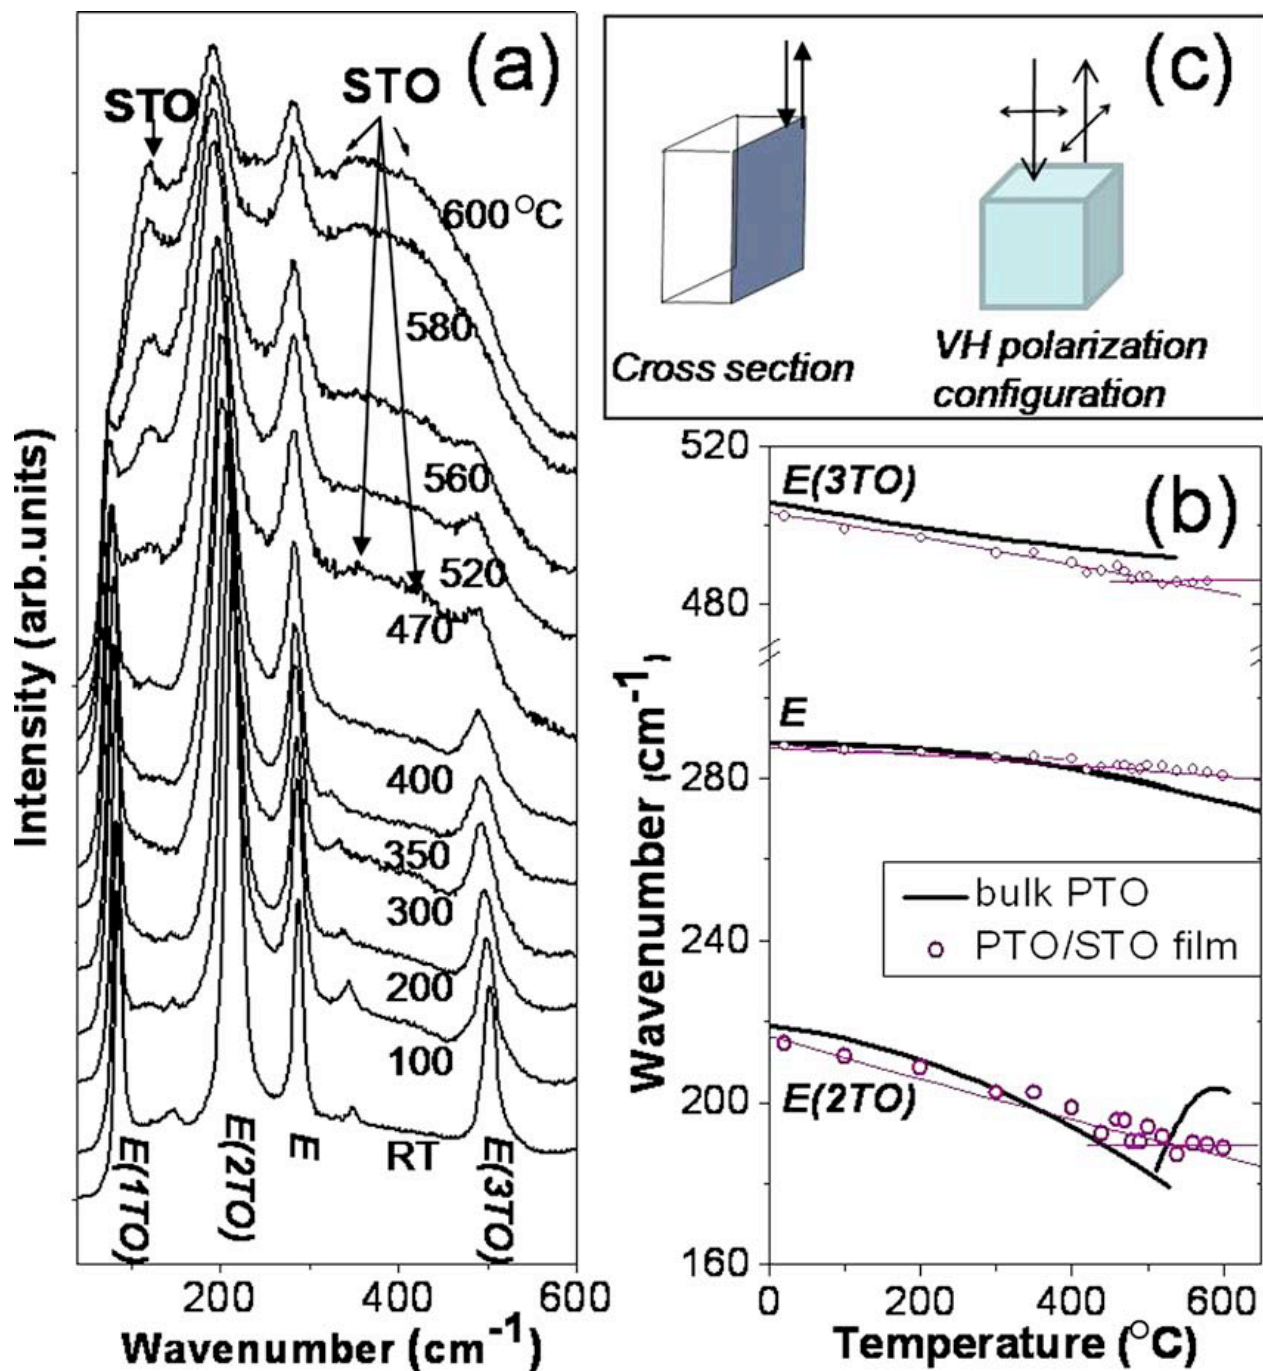 (a)
STO
STO
600 °C
580
560
520
470
400
350
300
200
100
RT
E(1TO)
E(2TO)
E
E(3TO)
200
400
600
Wavenumber (cm-1)
Intensity (arb.units)
(c)
Cross section
VH polarization
configuration
(b)
520
480
280
240
200
160
E(3TO)
E
E(2TO)
bulk PTO
PTO/STO film
0
200
400
600
Temperature (°C)
Wavenumber (cm-1)